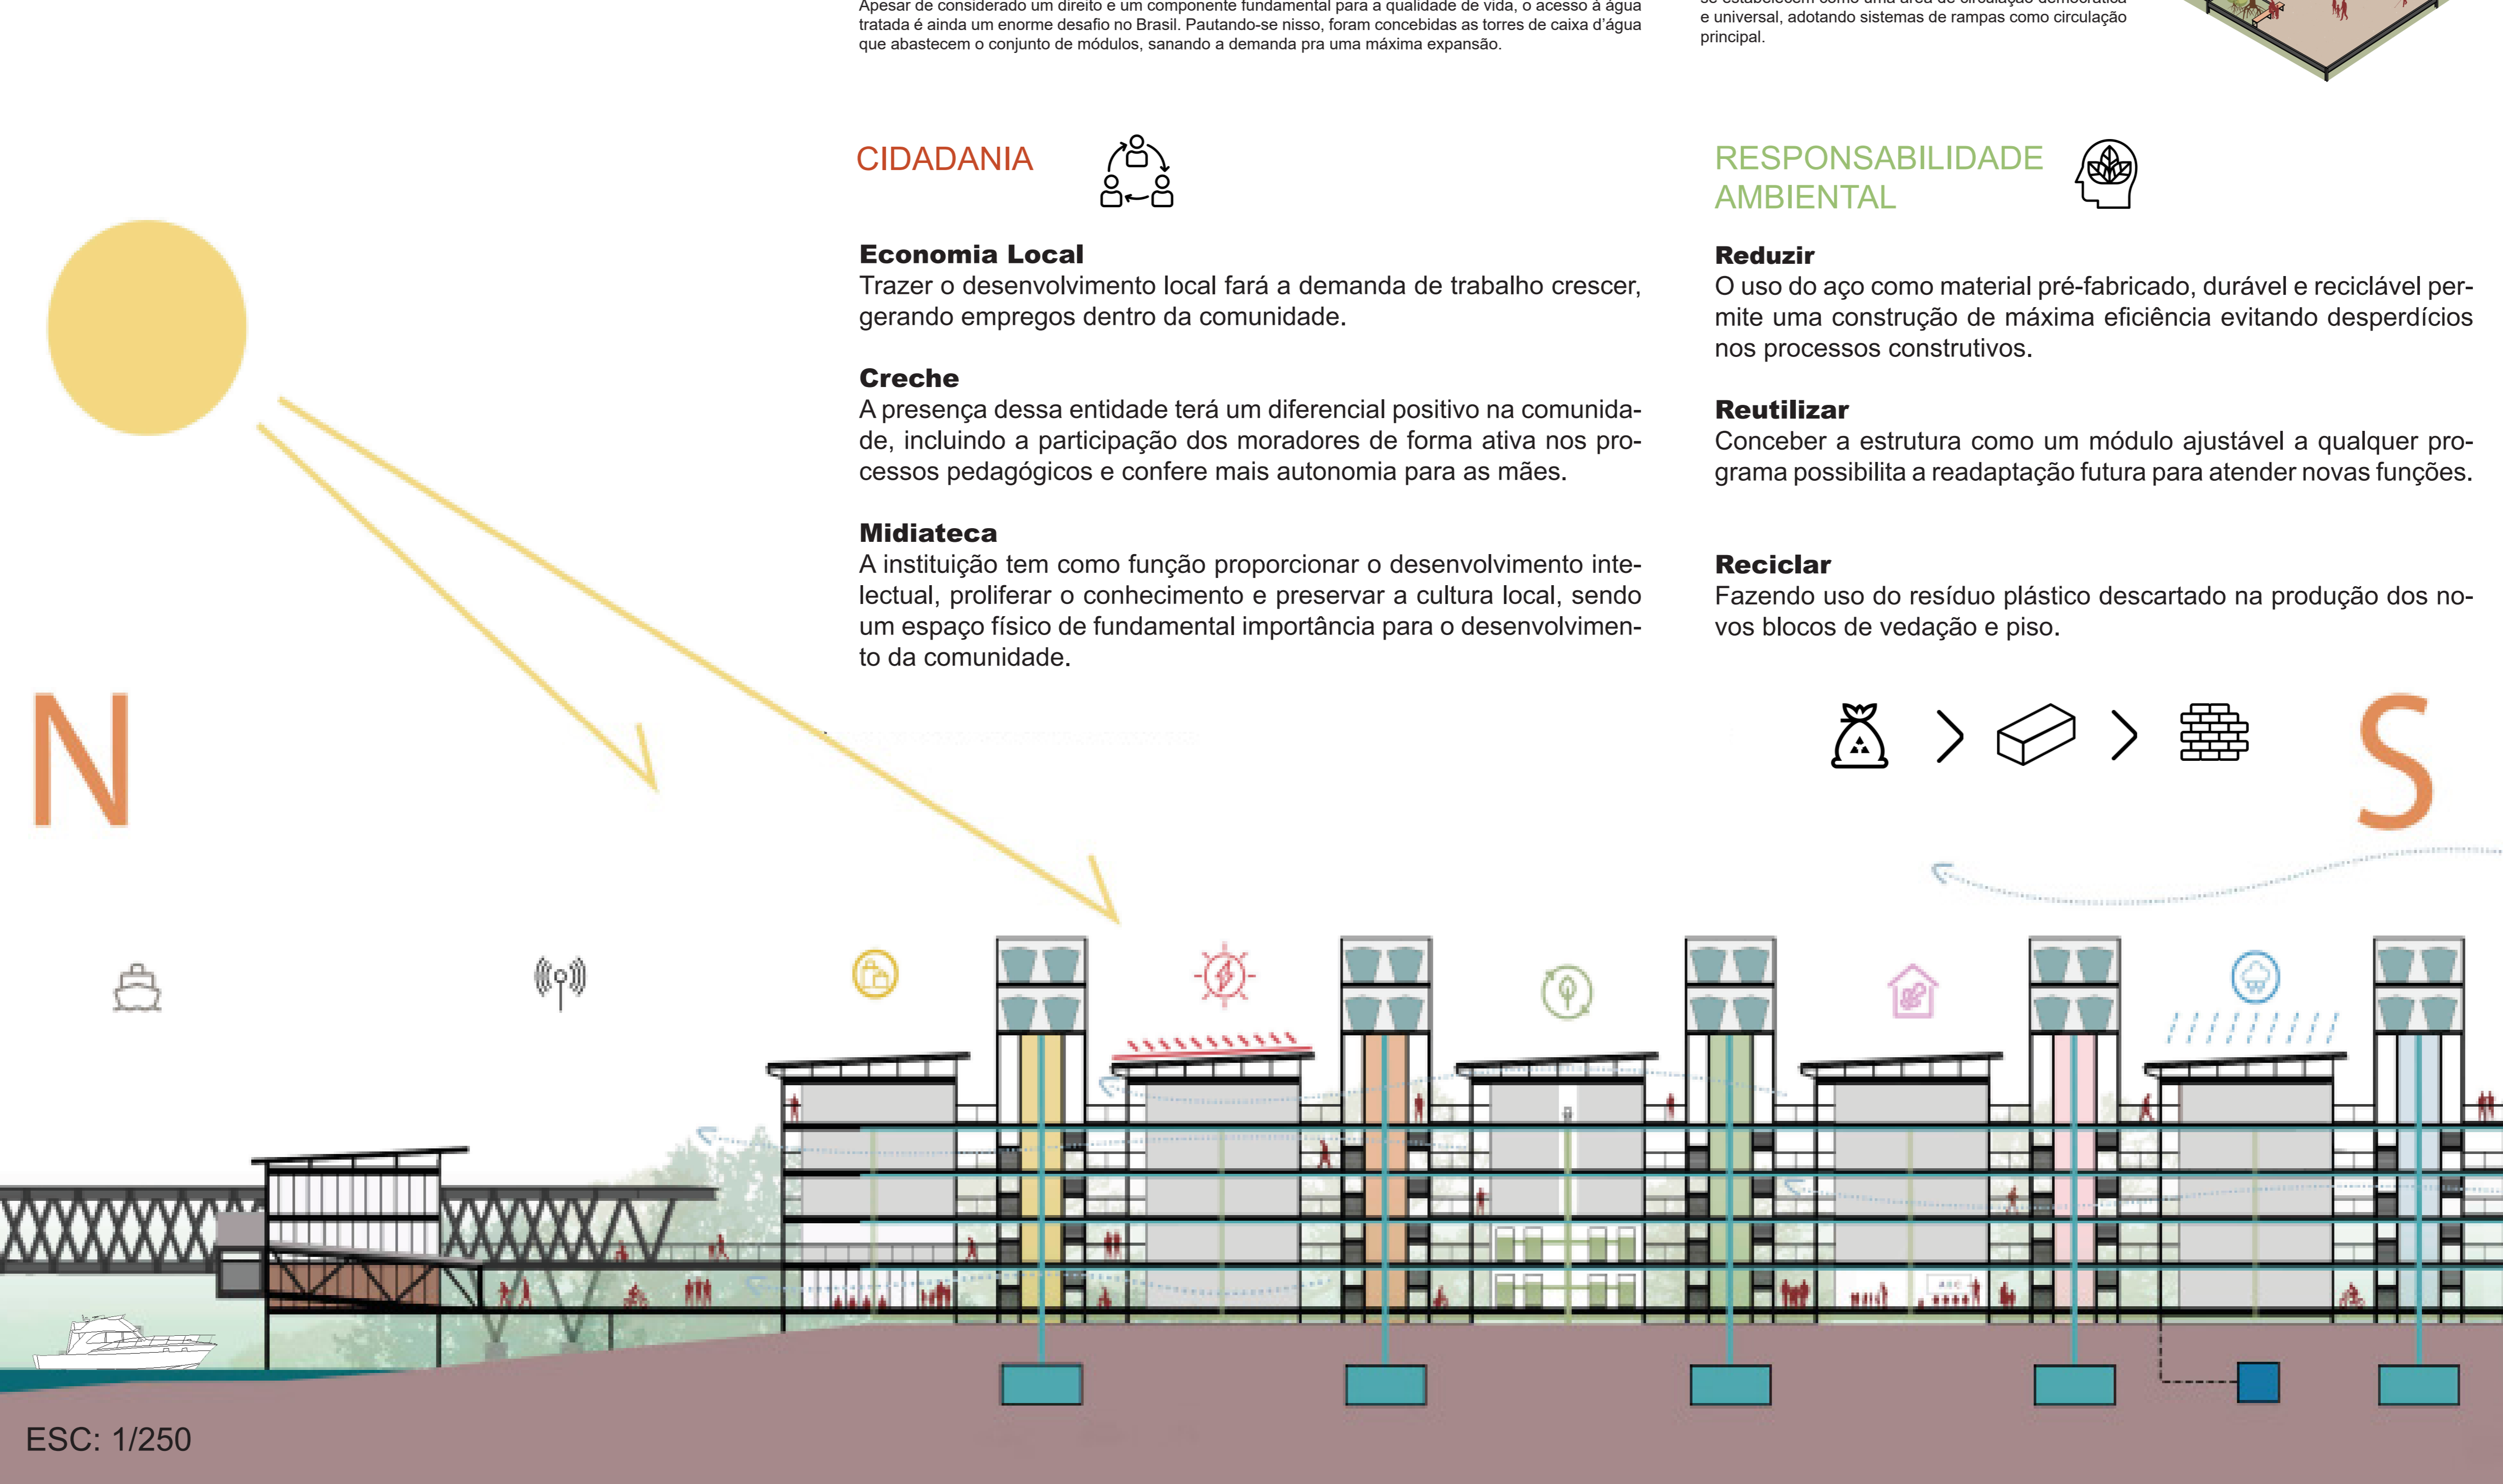 Apesar de considerado um direito e um componente fundamental para a qualidade de vida, o acesso à água
tratada é ainda um enorme desafio no Brasil. Pautando-se nisso, foram concebidas as torres de caixa d'água
que abastecem o conjunto de módulos, sanando a demanda pra uma máxima expansão.
se estabelecem como uma área de circulação democrática
e universal, adotando sistemas de rampas como circulação
principal.
CIDADANIA
Economia Local
Trazer o desenvolvimento local fará a demanda de trabalho crescer,
gerando empregos dentro da comunidade.
Creche
A presença dessa entidade terá um diferencial positivo na comunida-
de, incluindo a participação dos moradores de forma ativa nos pro-
cessos pedagógicos e confere mais autonomia para as mães.
Midiateca
A instituição tem como função proporcionar o desenvolvimento inte-
lectual, proliferar o conhecimento e preservar a cultura local, sendo
um espaço físico de fundamental importância para o desenvolvimen-
to da comunidade.
RESPONSABILIDADE
AMBIENTAL
Reduzir
O uso do aço como material pré-fabricado, durável e reciclável per-
mite uma construção de máxima eficiência evitando desperdícios
nos processos construtivos.
Reutilizar
Conceber a estrutura como um módulo ajustável a qualquer pro-
grama possibilita a readaptação futura para atender novas funções.
Reciclar
Fazendo uso do resíduo plástico descartado na produção dos no-
vos blocos de vedação e piso.
N
S
ESC: 1/250